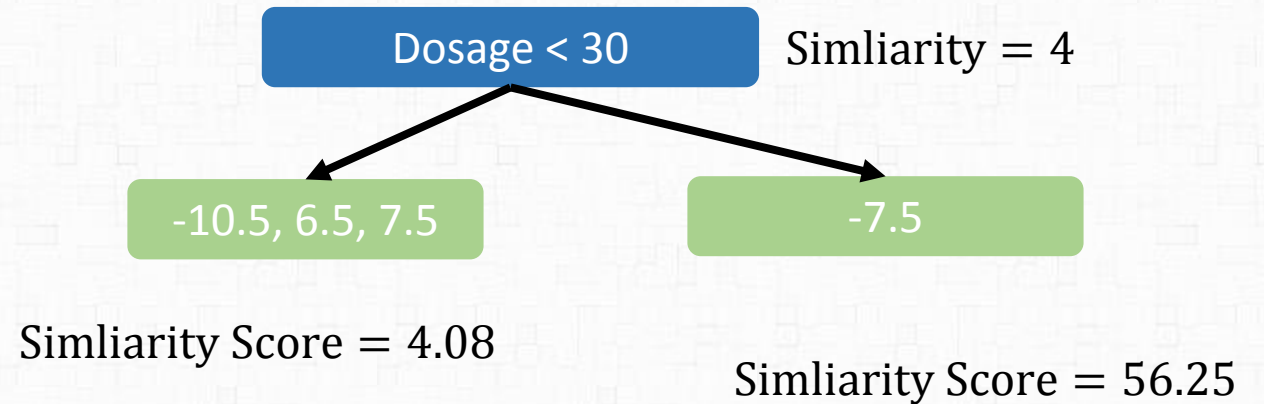 Dosage < 30
Simliarity = 4
-10.5, 6.5, 7.5
-7.5
Simliarity Score = 4.08
Simliarity Score = 56.25